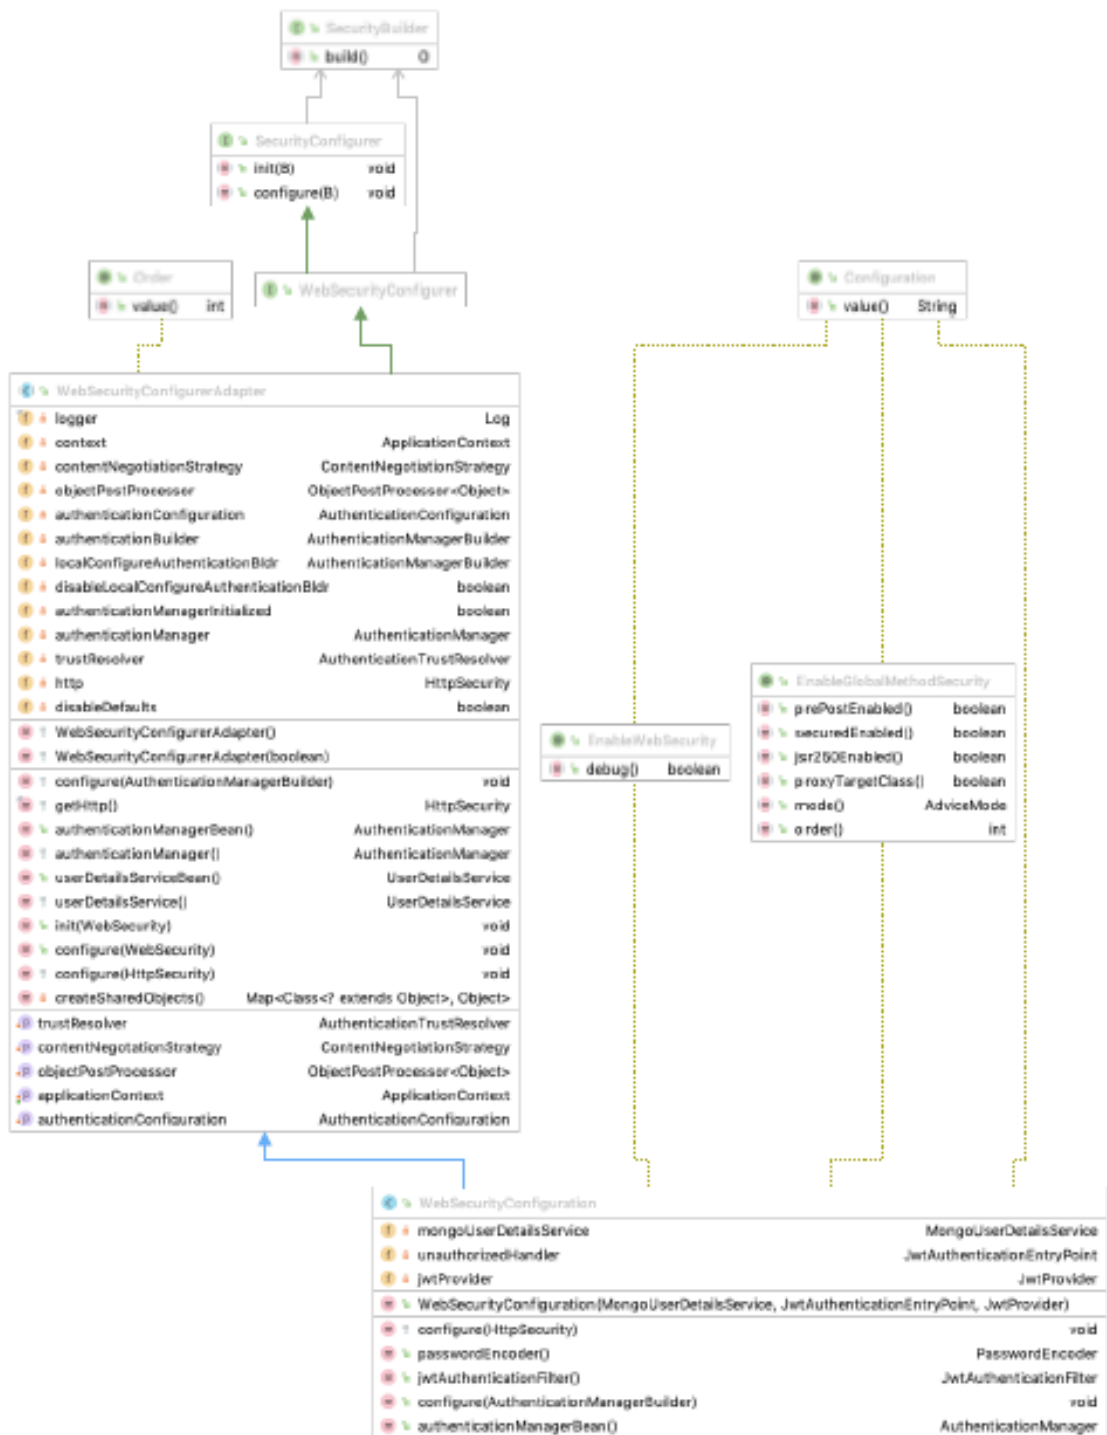 SecurityBuilder
build() O
SecurityConfigurer
init(B) void
configure(B) void
Order
value() int
WebSecurityConfigurer
Configuration
value() String
WebSecurityConfigurerAdapter
logger Log
context ApplicationContext
contentNegotiationStrategy ContentNegotiationStrategy
objectPostProcessor ObjectPostProcessor<Object>
authenticationConfiguration AuthenticationConfiguration
authenticationBuilder AuthenticationManagerBuilder
localConfigureAuthenticationBldr AuthenticationManagerBuilder
disableLocalConfigureAuthenticationBldr boolean
authenticationManagerInitialized boolean
authenticationManager AuthenticationManager
trustResolver AuthenticationTrustResolver
http HttpSecurity
disableDefaults boolean
WebSecurityConfigurerAdapter()
WebSecurityConfigurerAdapter(boolean)
configure(AuthenticationManagerBuilder) void
getHttp() HttpSecurity
authenticationManagerBean() AuthenticationManager
authenticationManager() AuthenticationManager
userDetailsServiceBean() UserDetailsService
userDetailsService() UserDetailsService
init(WebSecurity) void
configure(WebSecurity) void
configure(HttpSecurity) void
createSharedObjects() Map<Class<? extends Object>, Object>
trustResolver AuthenticationTrustResolver
contentNegotationStrategy ContentNegotiationStrategy
objectPostProcessor ObjectPostProcessor<Object>
applicationContext ApplicationContext
authenticationConfiguration AuthenticationConfiguration
EnableWebSecurity
debug() boolean
EnableGlobalMethodSecurity
prePostEnabled() boolean
securedEnabled() boolean
jsr250Enabled() boolean
proxyTargetClass() boolean
mode() AdviceMode
order() int
WebSecurityConfiguration
mongoUserDetailsService MongoUserDetailsService
unauthorizedHandler JwtAuthenticationEntryPoint
jwtProvider JwtProvider
WebSecurityConfiguration(MongoUserDetailsService, JwtAuthenticationEntryPoint, JwtProvider)
configure(HttpSecurity) void
passwordEncoder() PasswordEncoder
jwtAuthenticationFilter() JwtAuthenticationFilter
configure(AuthenticationManagerBuilder) void
authenticationManagerBean() AuthenticationManager